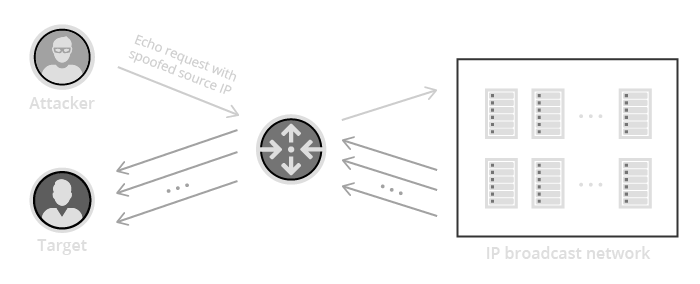 Echo request with
spoofed source IP
Attacker
Target
IP broadcast network